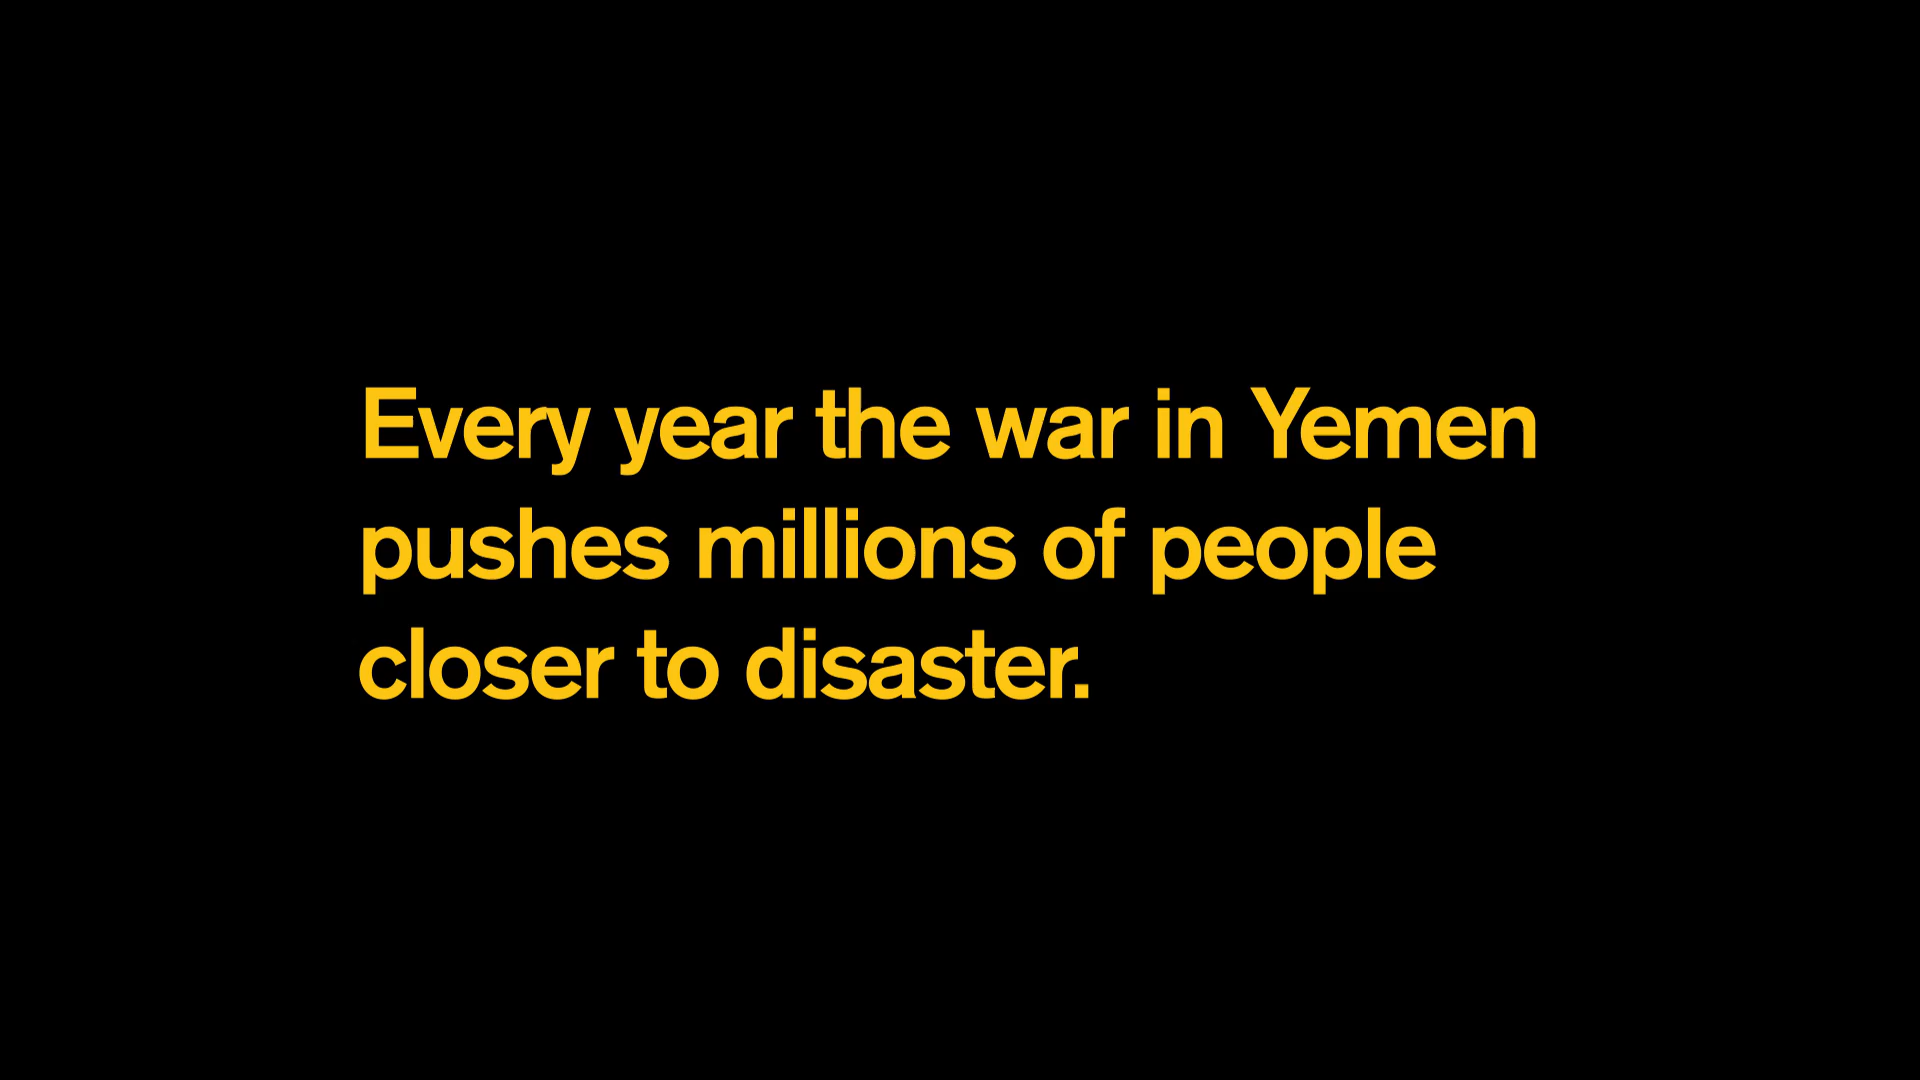 Every year the war in Yemen
pushes millions of people
closer to disaster.